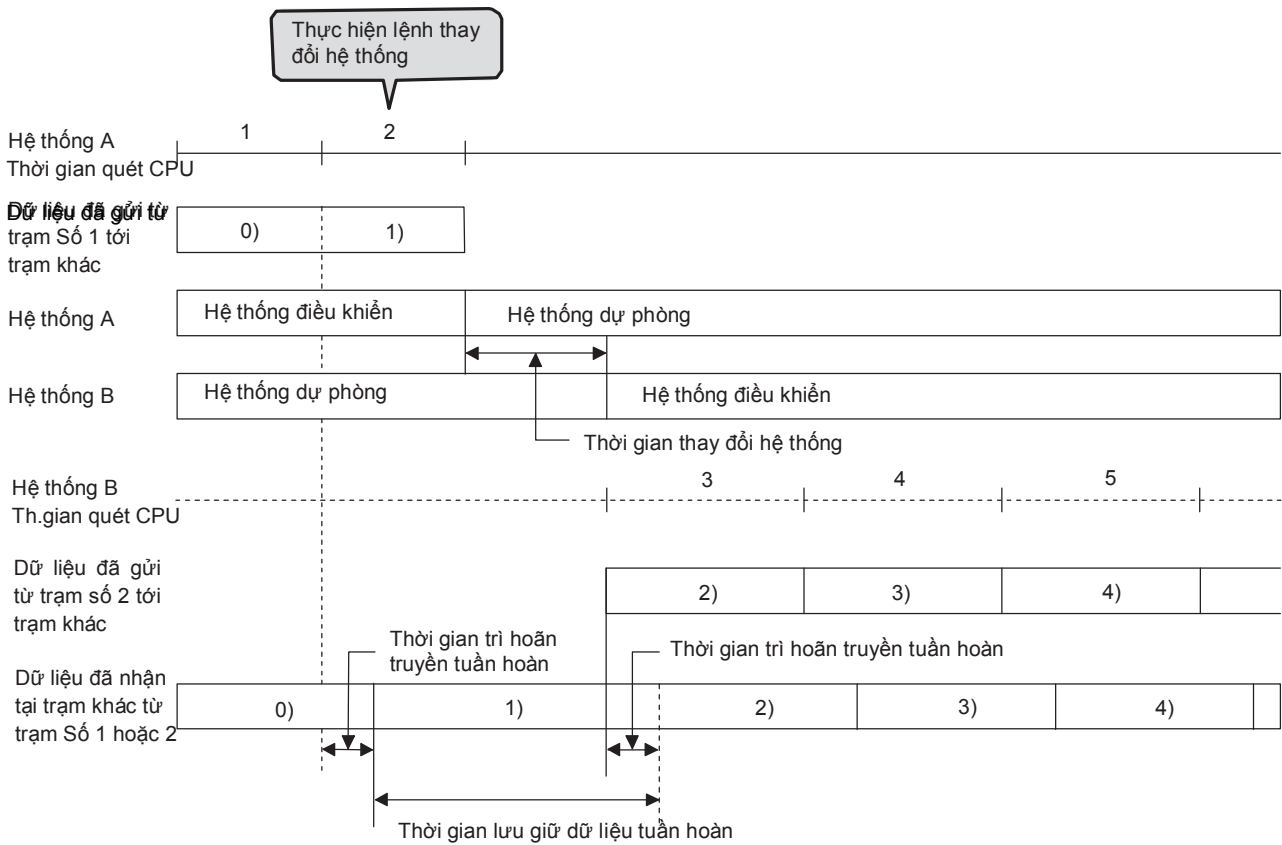 Thực hiện lệnh thay
đổi hệ thống
Hệ thống A
Thời gian quét CPU
1
2
Dữ liệu đã gửi từ
trạm Số 1 tới
trạm khác
0)
1)
Hệ thống A
Hệ thống điều khiển
Hệ thống dự phòng
Hệ thống B
Hệ thống dự phòng
Hệ thống điều khiển
Thời gian thay đổi hệ thống
Hệ thống B
Th.gian quét CPU
3
4
5
Dữ liệu đã gửi
từ trạm số 2 tới
trạm khác
2)
3)
4)
Thời gian trì hoãn
truyền tuần hoàn
Thời gian trì hoãn truyền tuần hoàn
Dữ liệu đã nhận
tại trạm khác từ
trạm Số 1 hoặc 2
0)
1)
2)
3)
4)
Thời gian lưu giữ dữ liệu tuần hoàn